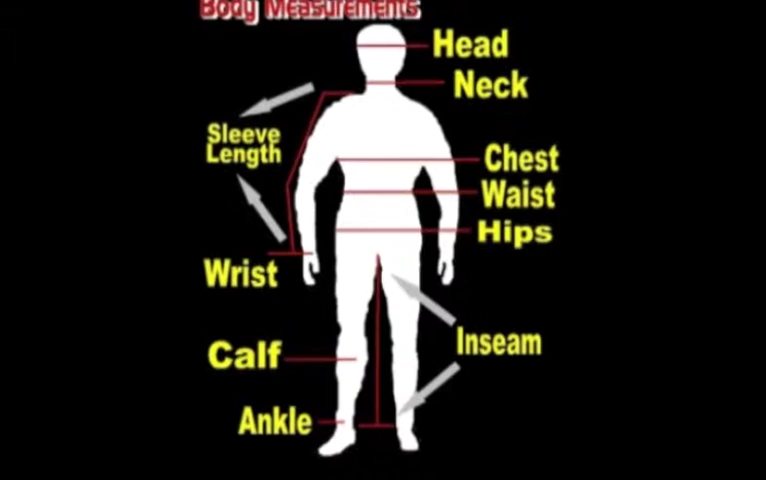 Body Measurements
Head
Neck
Sleeve
Length
Chest
Waist
Hips
Wrist
Inseam
Calf
Ankle